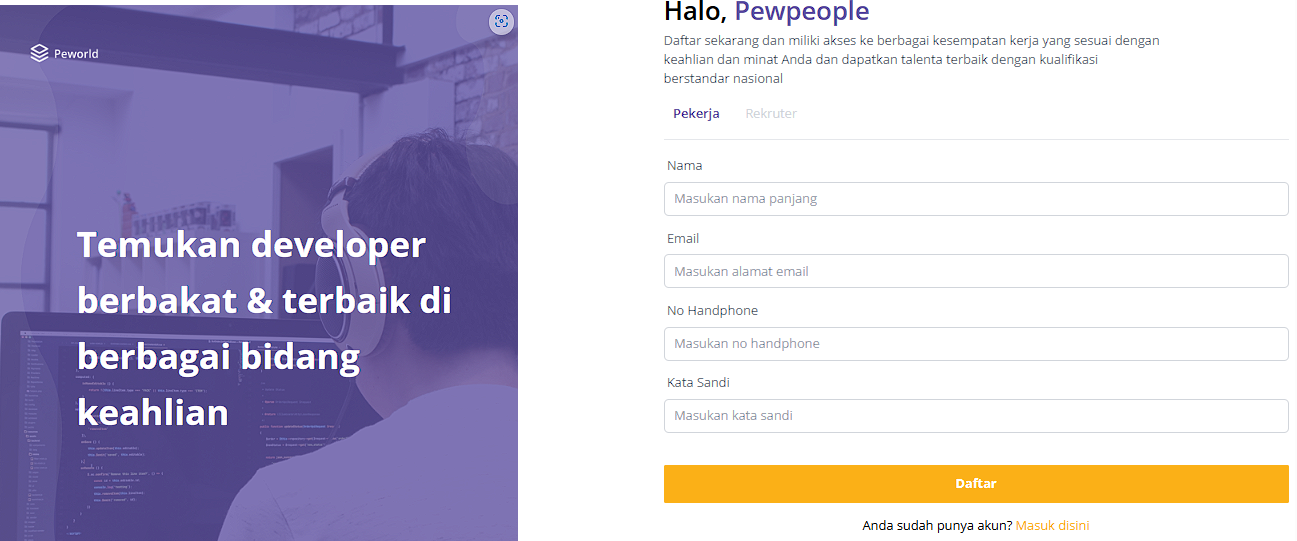 Peworld
Temukan developer
berbakat & terbaik di
berbagai bidang
keahlian
Halo, Pewpeople
Daftar sekarang dan miliki akses ke berbagai kesempatan kerja yang sesuai dengan
keahlian dan minat Anda dan dapatkan talenta terbaik dengan kualifikasi
berstandar nasional
Pekerja Rekruter
Nama
Masukan nama panjang
Email
Masukan alamat email
No Handphone
Masukan no handphone
Kata Sandi
Masukan kata sandi
Daftar
Anda sudah punya akun? Masuk disini